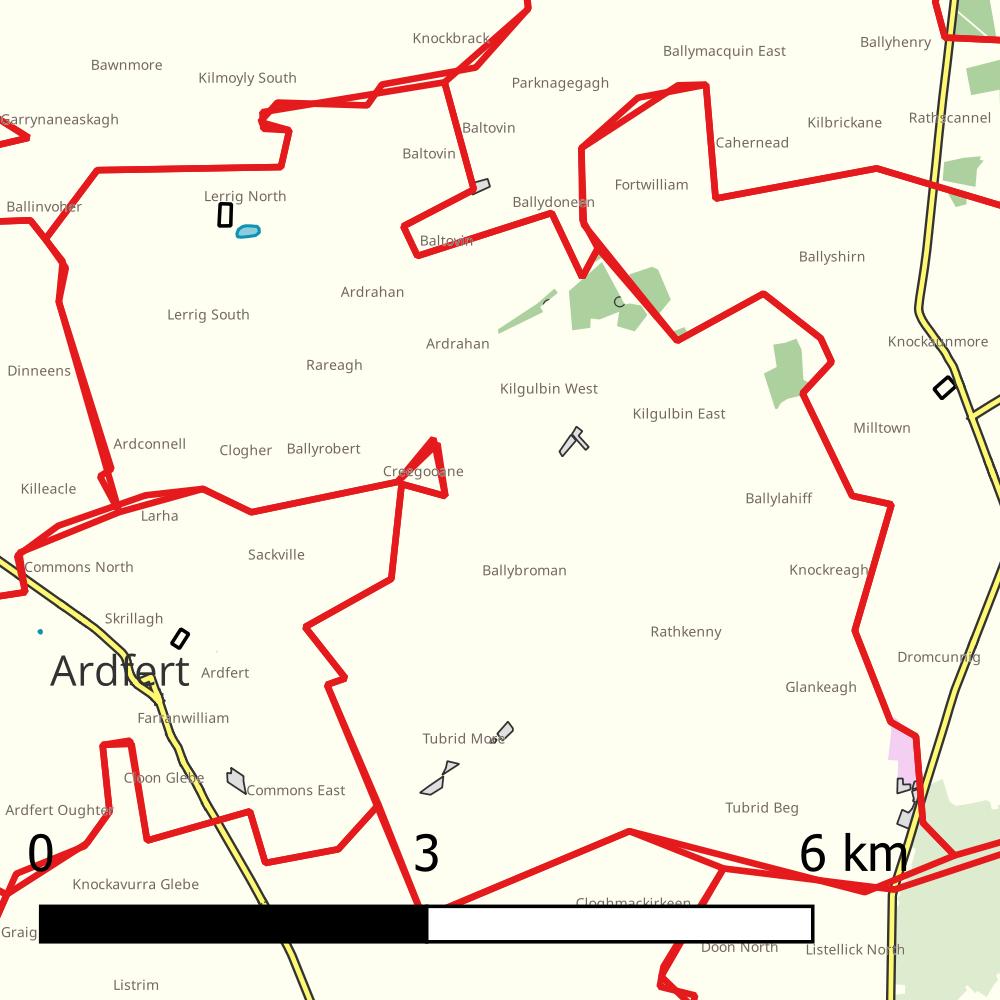 Knockbrack
Ballyhenry
Ballymacquin East
Bawnmore
Kilmoyly South
Parknagegagh
Garrynaneaskagh
Rathscannel
Kilbrickane
Baltovin
Cahernead
Baltovin
Fortwilliam
Lerrig North
Ballydonean
Ballinvoher
Baltovin
Ballyshirn
Ardrahan
Lerrig South
Knockaunmore
Ardrahan
Rareagh
Dinneens
Kilgulbin West
Kilgulbin East
Milltown
Ardconnell
Clogher
Ballyrobert
Creegooane
Killeacle
Ballylahiff
Larha
Sackville
Commons North
Ballybroman
Knockreagh
Skrillagh
Rathkenny
Dromcunnig
Ardfert
Ardfert
Glankeagh
Farranwilliam
Tubrid More
Cloon Glebe
Commons East
Ardfert Oughter
Tubrid Beg
0
3
6 km
Knockavurra Glebe
Cloghmackirkeen
Graig
Doon North
Listellick North
Listrim